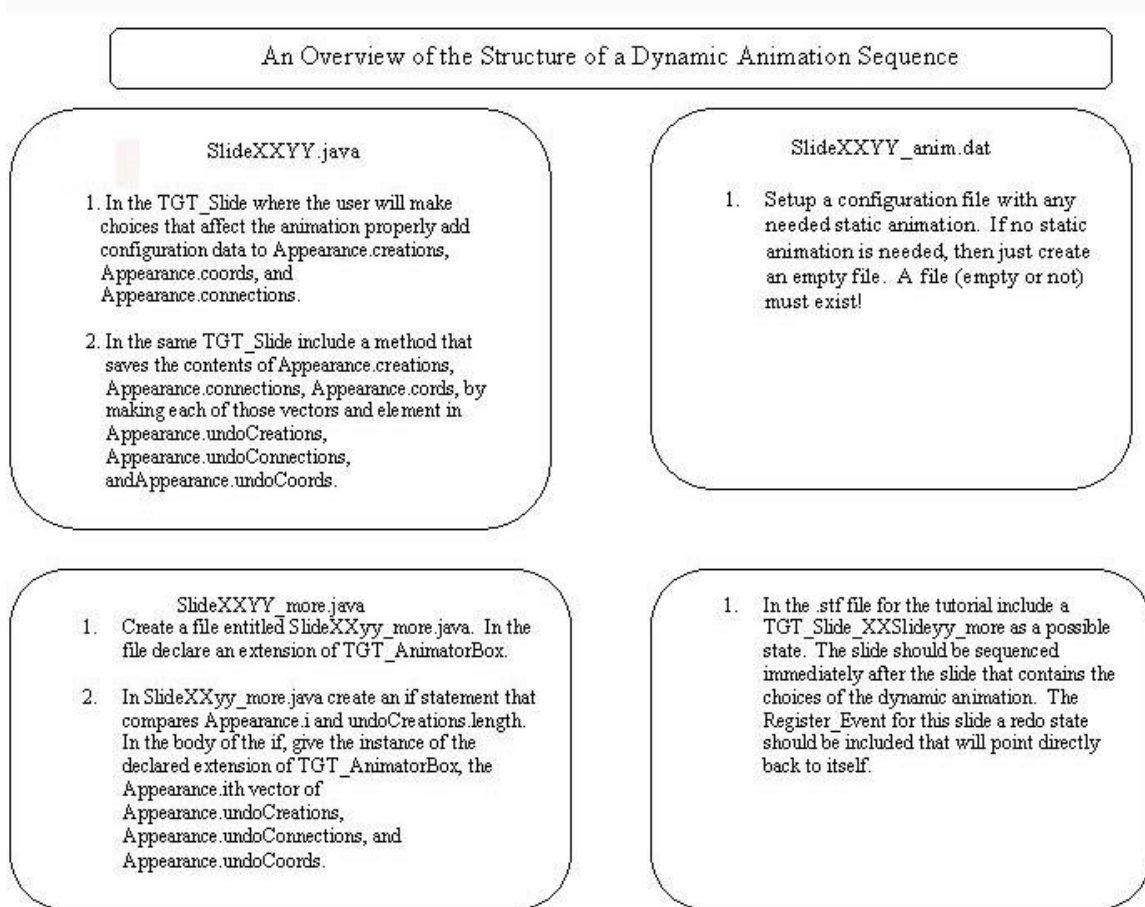 An Overview of the Structure of a Dynamic Animation Sequence
SlideXXYY.java
1. In the TGT_Slide where the user will make
choices that affect the animation properly add
configuration data to Appearance.creations,
Appearance.coords, and
Appearance.connections.
2. In the same TGT_Slide include a method that
saves the contents of Appearance.creations,
Appearance.connections, Appearance.cords, by
making each of those vectors and element in
Appearance.undoCreations,
Appearance.undoConnections,
andAppearance.undoCoords.
SlideXXYY_anim.dat
1. Setup a configuration file with any
needed static animation. If no static
animation is needed, then just create
an empty file. A file (empty or not)
must exist!
SlideXXYY_more.java
1. Create a file entitled SlideXXyy_more.java. In the
file declare an extension of TGT_AnimatorBox.
2. In SlideXXyy_more.java create an if statement that
compares Appearance.i and undoCreations.length.
In the body of the if, give the instance of the
declared extension of TGT_AnimatorBox, the
Appearance.ith vector of
Appearance.undoCreations,
Appearance.undoConnections, and
Appearance.undoCoords.
1. In the .stf file for the tutorial include a
TGT_Slide_XXSlideyy_more as a possible
state. The slide should be sequenced
immediately after the slide that contains the
choices of the dynamic animation. The
Register_Event for this slide a redo state
should be included that will point directly
back to itself.